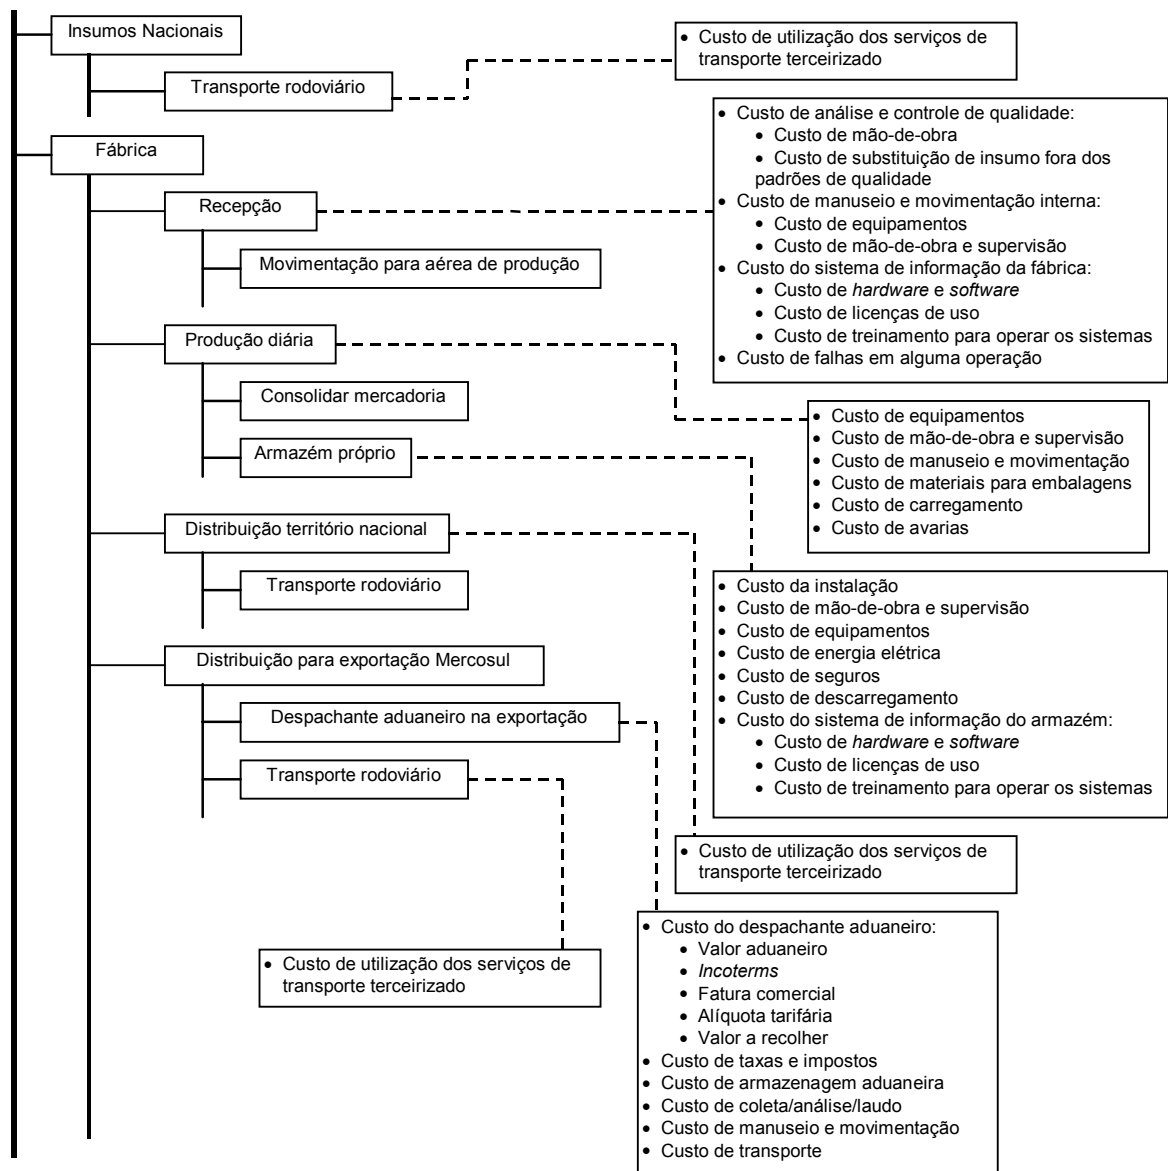 Insumos Nacionais
• Custo de utilização dos serviços de
transporte terceirizado
Transporte rodoviário
• Custo de análise e controle de qualidade:
• Custo de mão-de-obra
• Custo de substituição de insumo fora dos
padrões de qualidade
• Custo de manuseio e movimentação interna:
• Custo de equipamentos
• Custo de mão-de-obra e supervisão
• Custo do sistema de informação da fábrica:
• Custo de hardware e software
• Custo de licenças de uso
• Custo de treinamento para operar os sistemas
• Custo de falhas em alguma operação
Fábrica
Recepção
Movimentação para aérea de produção
Produção diária
Consolidar mercadoria
Armazém próprio
• Custo de equipamentos
• Custo de mão-de-obra e supervisão
• Custo de manuseio e movimentação
• Custo de materiais para embalagens
• Custo de carregamento
• Custo de avarias
Distribuição território nacional
Transporte rodoviário
• Custo da instalação
• Custo de mão-de-obra e supervisão
• Custo de equipamentos
• Custo de energia elétrica
• Custo de seguros
• Custo de descarregamento
• Custo do sistema de informação do armazém:
• Custo de hardware e software
• Custo de licenças de uso
• Custo de treinamento para operar os sistemas
Distribuição para exportação Mercosul
Despachante aduaneiro na exportação
Transporte rodoviário
• Custo de utilização dos serviços de
transporte terceirizado
• Custo de utilização dos serviços de
transporte terceirizado
• Custo do despachante aduaneiro:
• Valor aduaneiro
• Incoterms
• Fatura comercial
• Alíquota tarifária
• Valor a recolher
• Custo de taxas e impostos
• Custo de armazenagem aduaneira
• Custo de coleta/análise/laudo
• Custo de manuseio e movimentação
• Custo de transporte